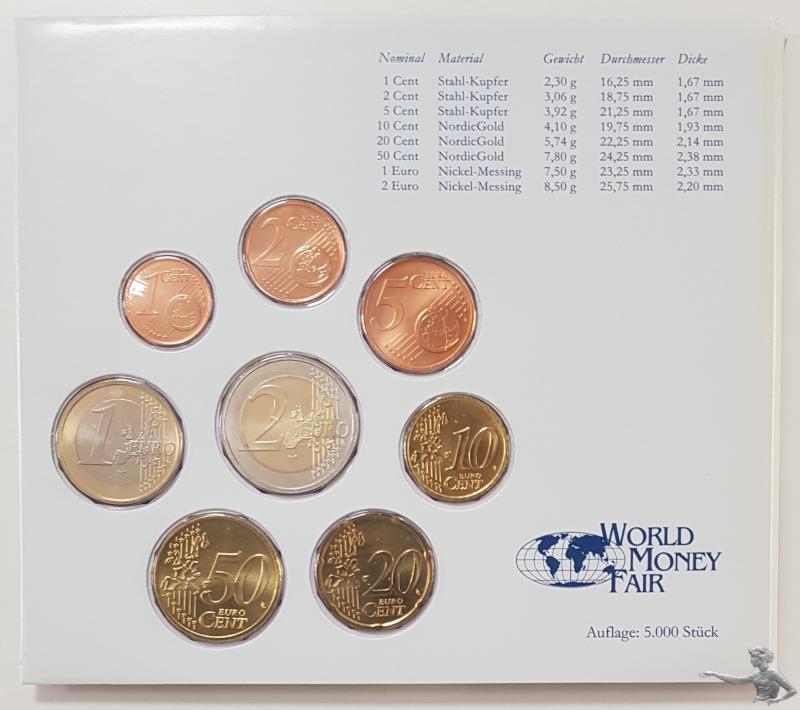 Nominal Material Gewicht Durchmesser Dicke
1 Cent Stahl-Kupfer 2,30 g 16,25 mm 1,67 mm
2 Cent Stahl-Kupfer 3,06 g 18,75 mm 1,67 mm
5 Cent Stahl-Kupfer 3,92 g 21,25 mm 1,67 mm
10 Cent NordicGold 4,10 g 19,75 mm 1,93 mm
20 Cent NordicGold 5,74 g 22,25 mm 2,14 mm
50 Cent NordicGold 7,80 g 24,25 mm 2,38 mm
1 Euro Nickel-Messing 7,50 g 23,25 mm 2,33 mm
2 Euro Nickel-Messing 8,50 g 25,75 mm 2,20 mm
2 EURO CENT
1 EURO CENT
5 EURO CENT
1 EURO
2 EURO
10 EURO CENT
50 EURO CENT
20 EURO CENT
WORLD
MONEY
FAIR
Auflage: 5.000 Stück